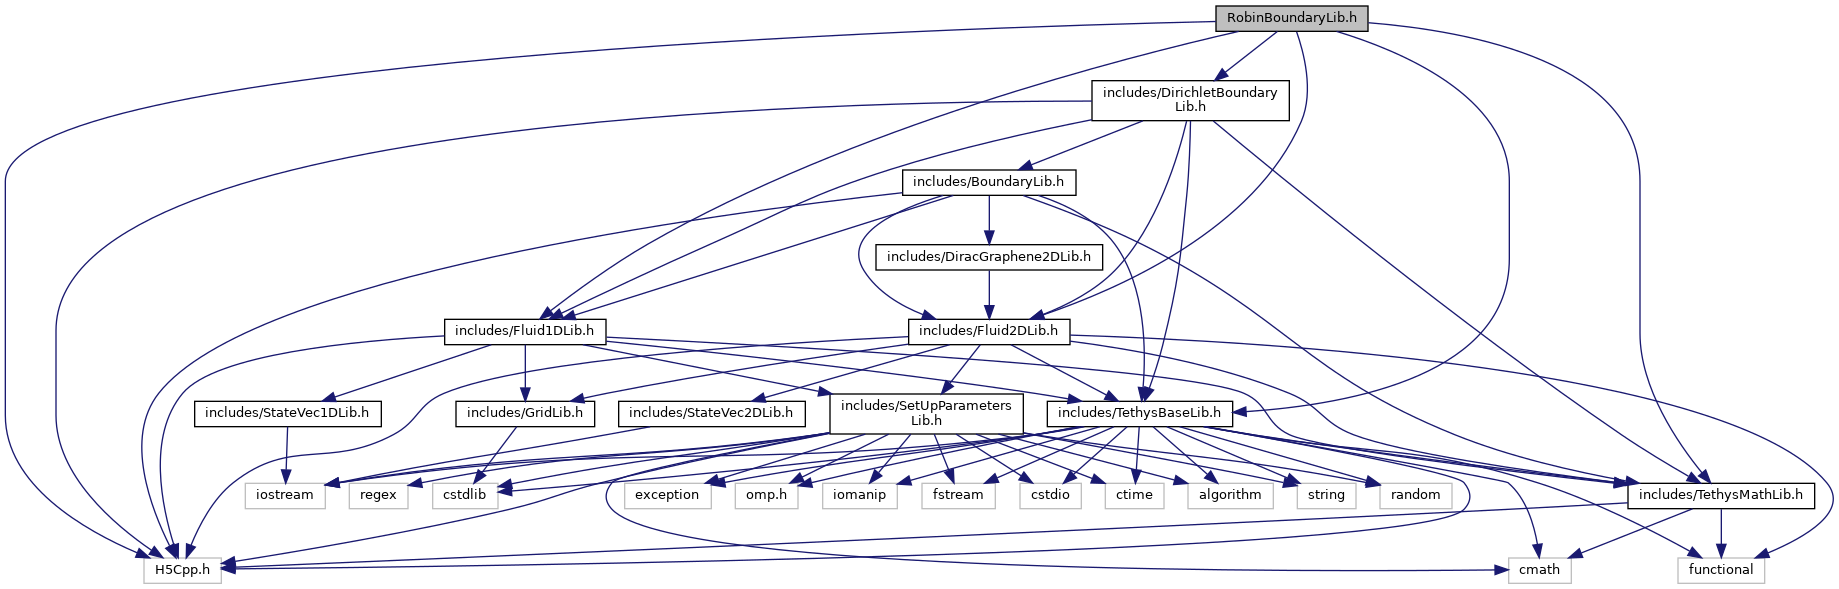 RobinBoundaryLib.h
includes/DirichletBoundary
Lib.h
includes/BoundaryLib.h
includes/DiracGraphene2DLib.h
includes/Fluid1DLib.h
includes/Fluid2DLib.h
includes/StateVec1DLib.h
includes/GridLib.h
includes/StateVec2DLib.h
includes/SetUpParameters
Lib.h
includes/TethysBaseLib.h
iostream
regex
cstdlib
exception
omp.h
iomanip
fstream
cstdio
ctime
algorithm
string
random
includes/TethysMathLib.h
H5Cpp.h
cmath
functional